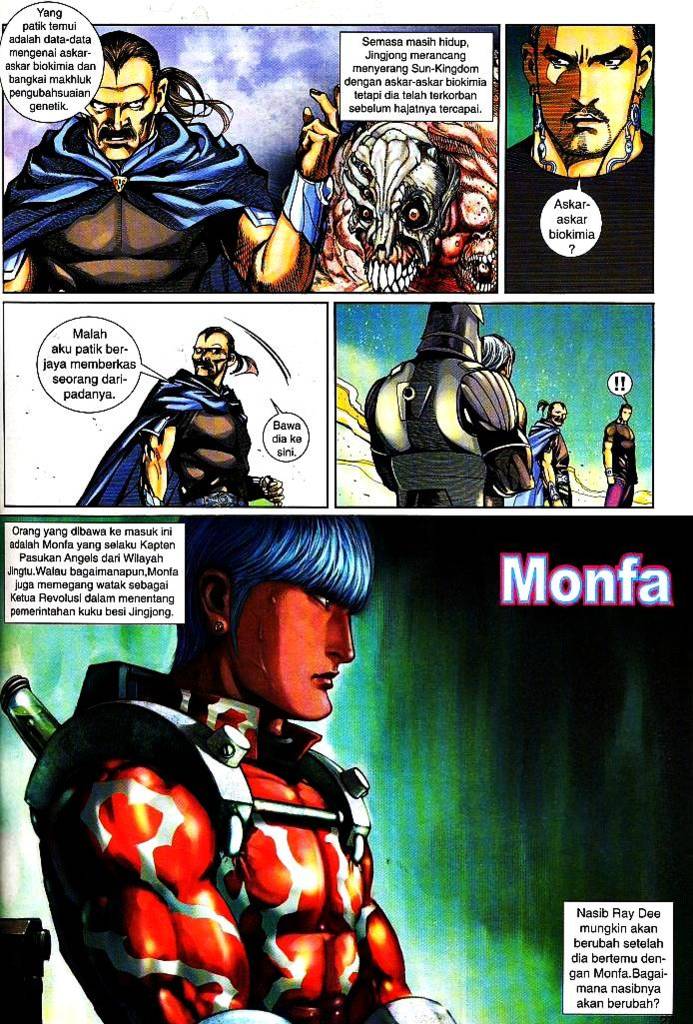 Yang
patik temui
adalah data-data
mengenai askar-
askar biokimia dan
bangkai makhluk
pengubahsuaian
genetik.
Semasa masih hidup,
Jingjong merancang
menyerang Sun-Kingdom
dengan askar-askar biokimia
tetapi dia telah terkorban
sebelum hajatnya tercapai.
Askar-
askar
biokimia
?
Malah
aku patik ber-
jaya memberkas
seorang dari-
padanya.
Bawa
dia ke
sini.
!!
Orang yang dibawa ke masuk ini
adalah Monfa yang selaku Kapten
Pasukan Angels dari Wilayah
Jingtu.Walau bagaimanapun,Monfa
juga memegang watak sebagai
Ketua Revolusi dalam menentang
pemerintahan kuku besi Jingjong.
Monfa
Nasib Ray Dee
mungkin akan
berubah setelah
dia bertemu den-
gan Monfa.Bagai-
mana nasibnya
akan berubah?